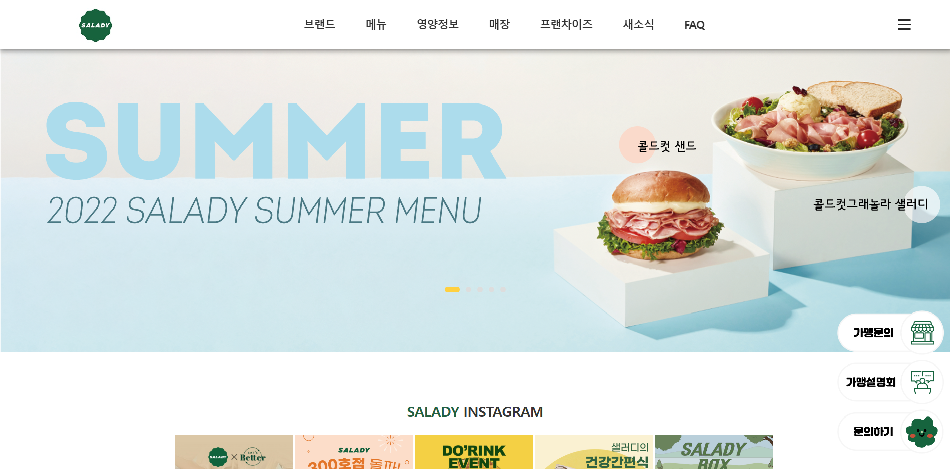 SALADY
브랜드 메뉴 영양정보 매장 프랜차이즈 새소식 FAQ
SUMMER
2022 SALADY SUMMER MENU
콜드컷 샌드
콜드컷그래놀라 샐러디
가맹문의
가맹설명회
문의하기
SALADY INSTAGRAM
SALADY × Better
SALADY
300호점 돌파
DO'RINK
EVENT
샐러디의
건강간편식
SALADY
BOX